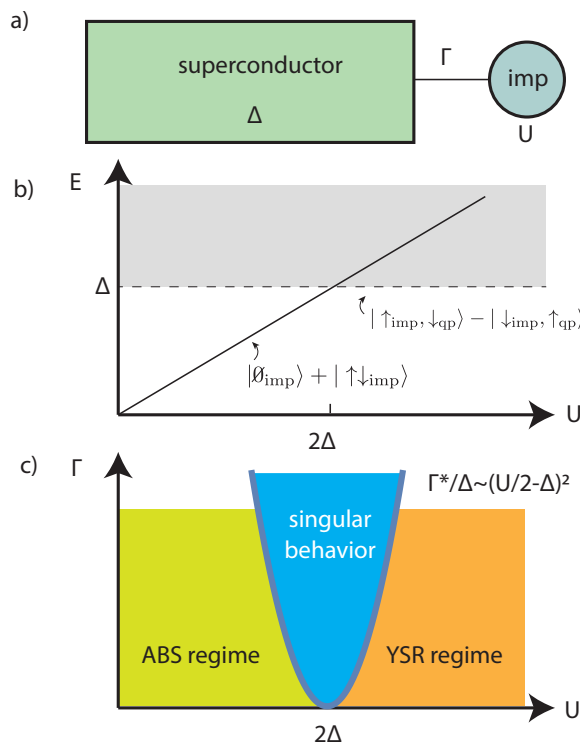 a)
superconductor
Δ
Γ
imp
U
b)
E
Δ
|↑imp, ↓qp⟩ − |↓imp, ↑qp⟩
|∅imp⟩ + |↑↓imp⟩
2Δ
U
c)
Γ
Γ*/Δ~(U/2-Δ)²
singular
behavior
ABS regime
YSR regime
2Δ
U